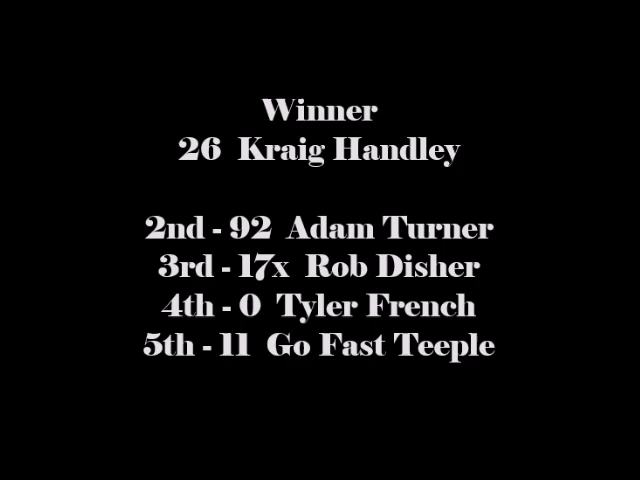 Winner
26 Kraig Handley
2nd - 92 Adam Turner
3rd - 17x Rob Disher
4th - 0 Tyler French
5th - 11 Go Fast Teeple